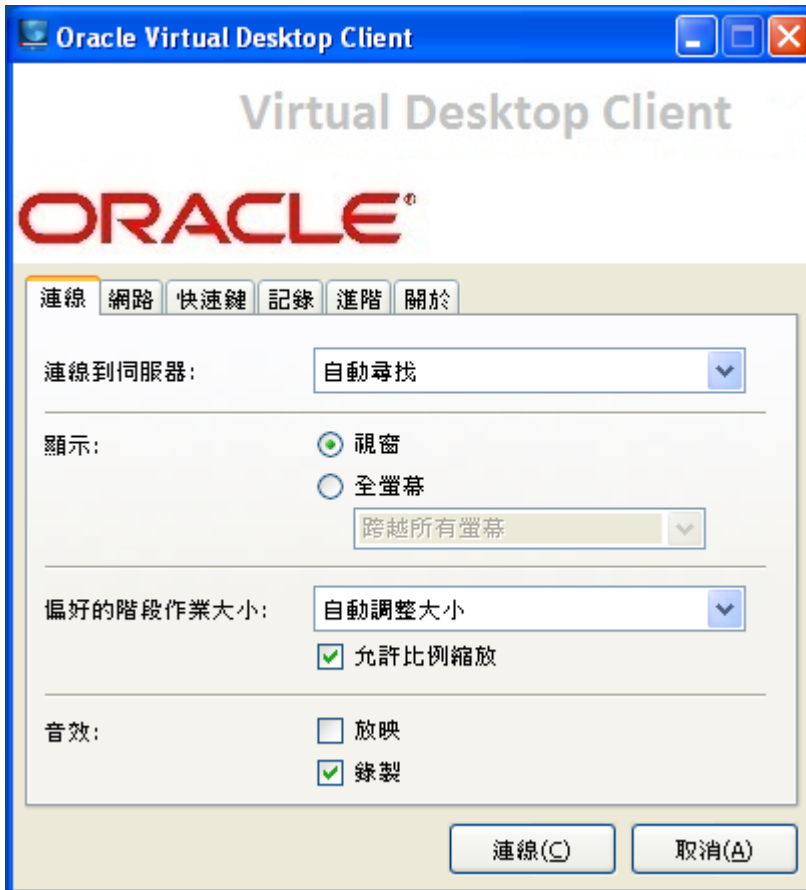 Oracle Virtual Desktop Client
Virtual Desktop Client
ORACLE®
連線 網路 快速鍵 記錄 進階 關於
連線到伺服器: 自動尋找
顯示: 視窗
全螢幕
跨越所有螢幕
偏好的階段作業大小: 自動調整大小
允許比例縮放
音效: 放映
錄製
連線(C) 取消(A)